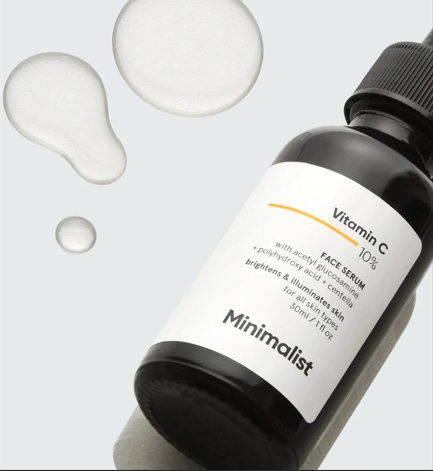 Vitamin C
10%
FACE SERUM
with acetyl glucosamine
+ polyhydroxy acid + centella
brightens & illuminates skin
for all skin types
30ml / 1 fl oz
Minimalist